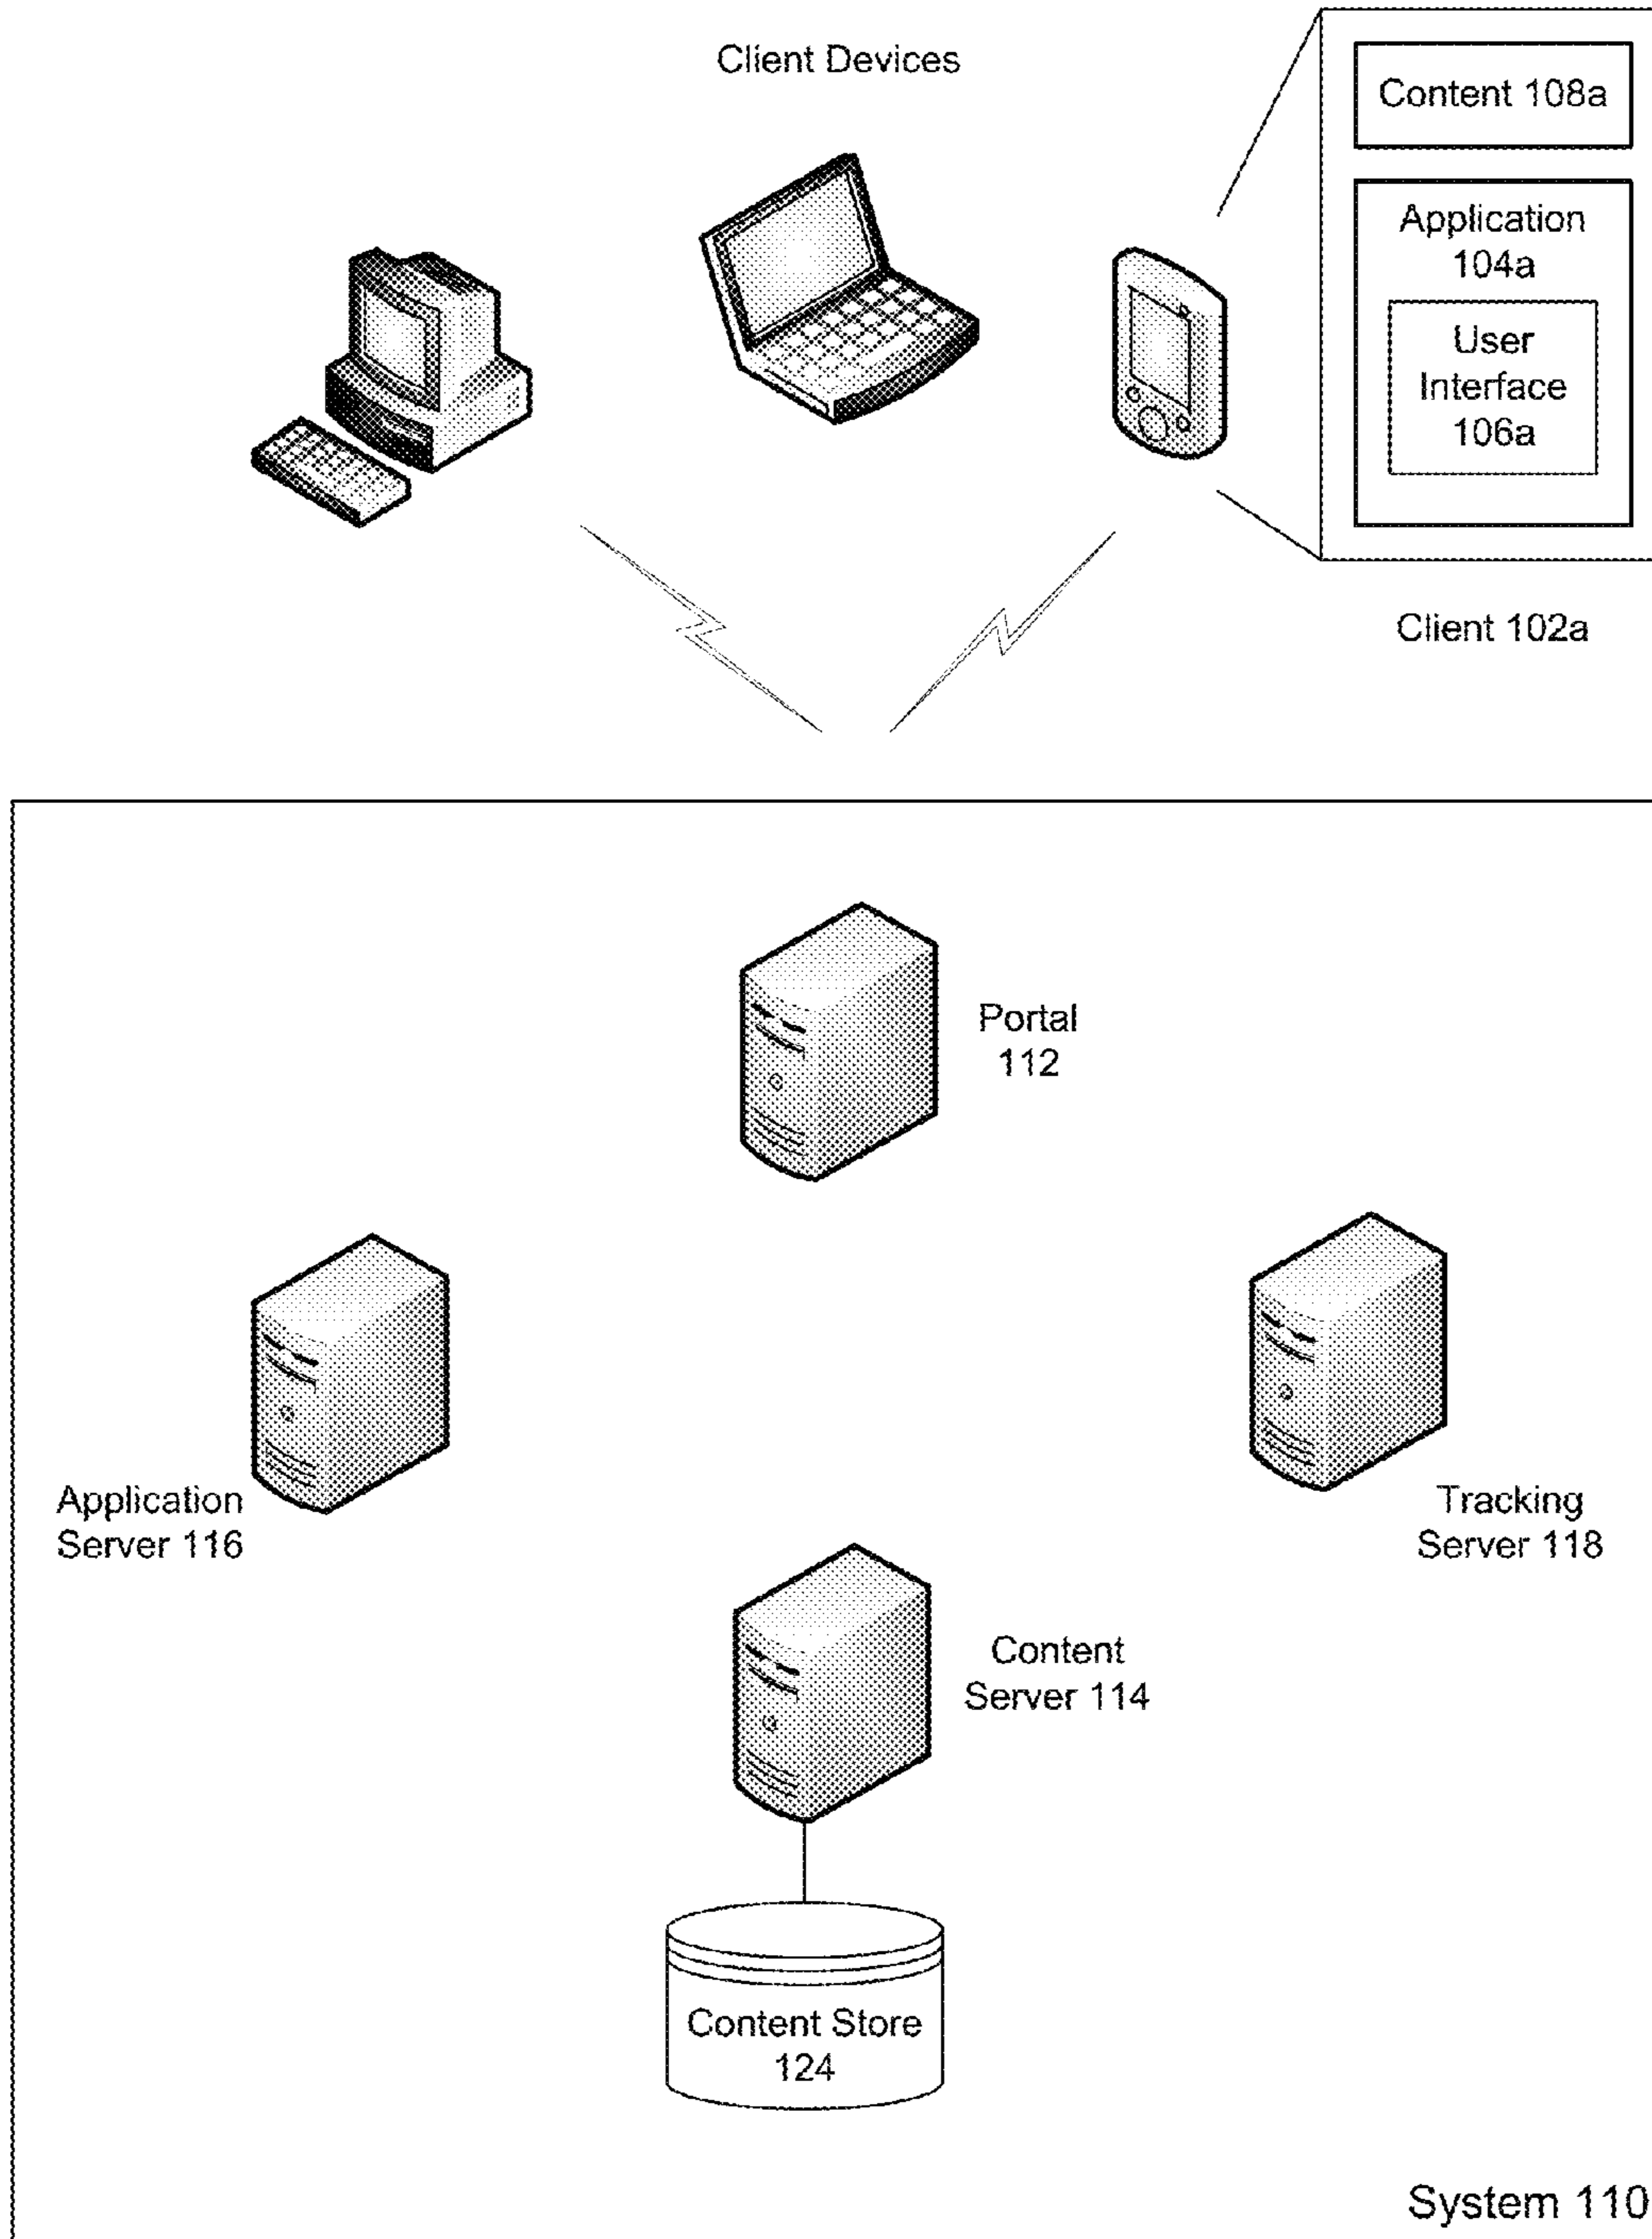 Client Devices
Content 108a
Application
104a
User
Interface
106a
Client 102a
Portal
112
Application
Server 116
Tracking
Server 118
Content
Server 114
Content Store
124
System 110